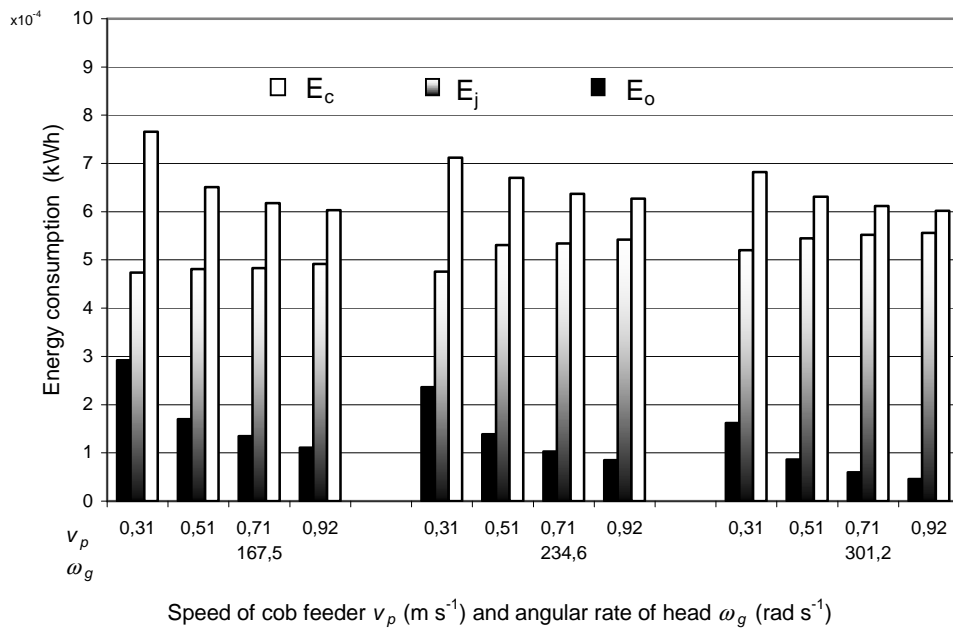 x10-4
10
9
8
7
6
5
4
3
2
1
0
Energy consumption (kWh)
Ec Ej Eo
vp 0,31 0,51 0,71 0,92 0,31 0,51 0,71 0,92 0,31 0,51 0,71 0,92
ωg 167,5 234,6 301,2
Speed of cob feeder vp (m s-1) and angular rate of head ωg (rad s-1)